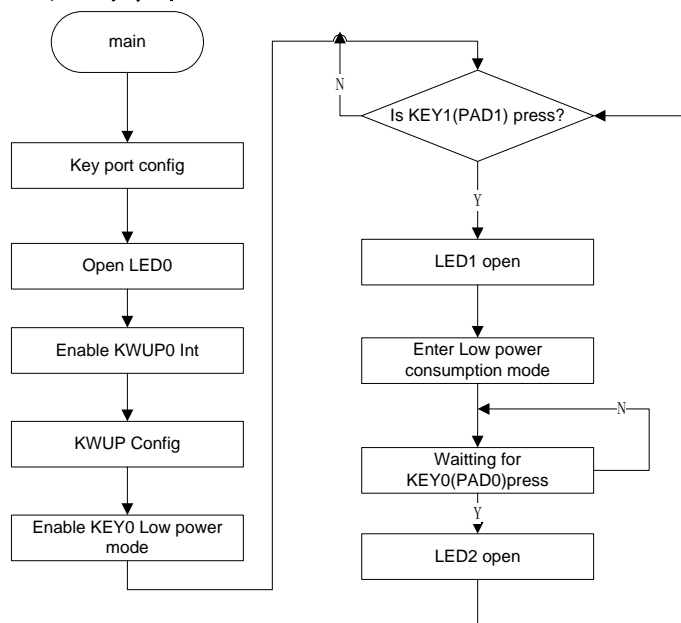 main
Key port config
Open LED0
Enable KWUP0 Int
KWUP Config
Enable KEY0 Low power
mode
N
Is KEY1(PAD1) press?
Y
LED1 open
Enter Low power
consumption mode
N
Waitting for
KEY0(PAD0)press
Y
LED2 open